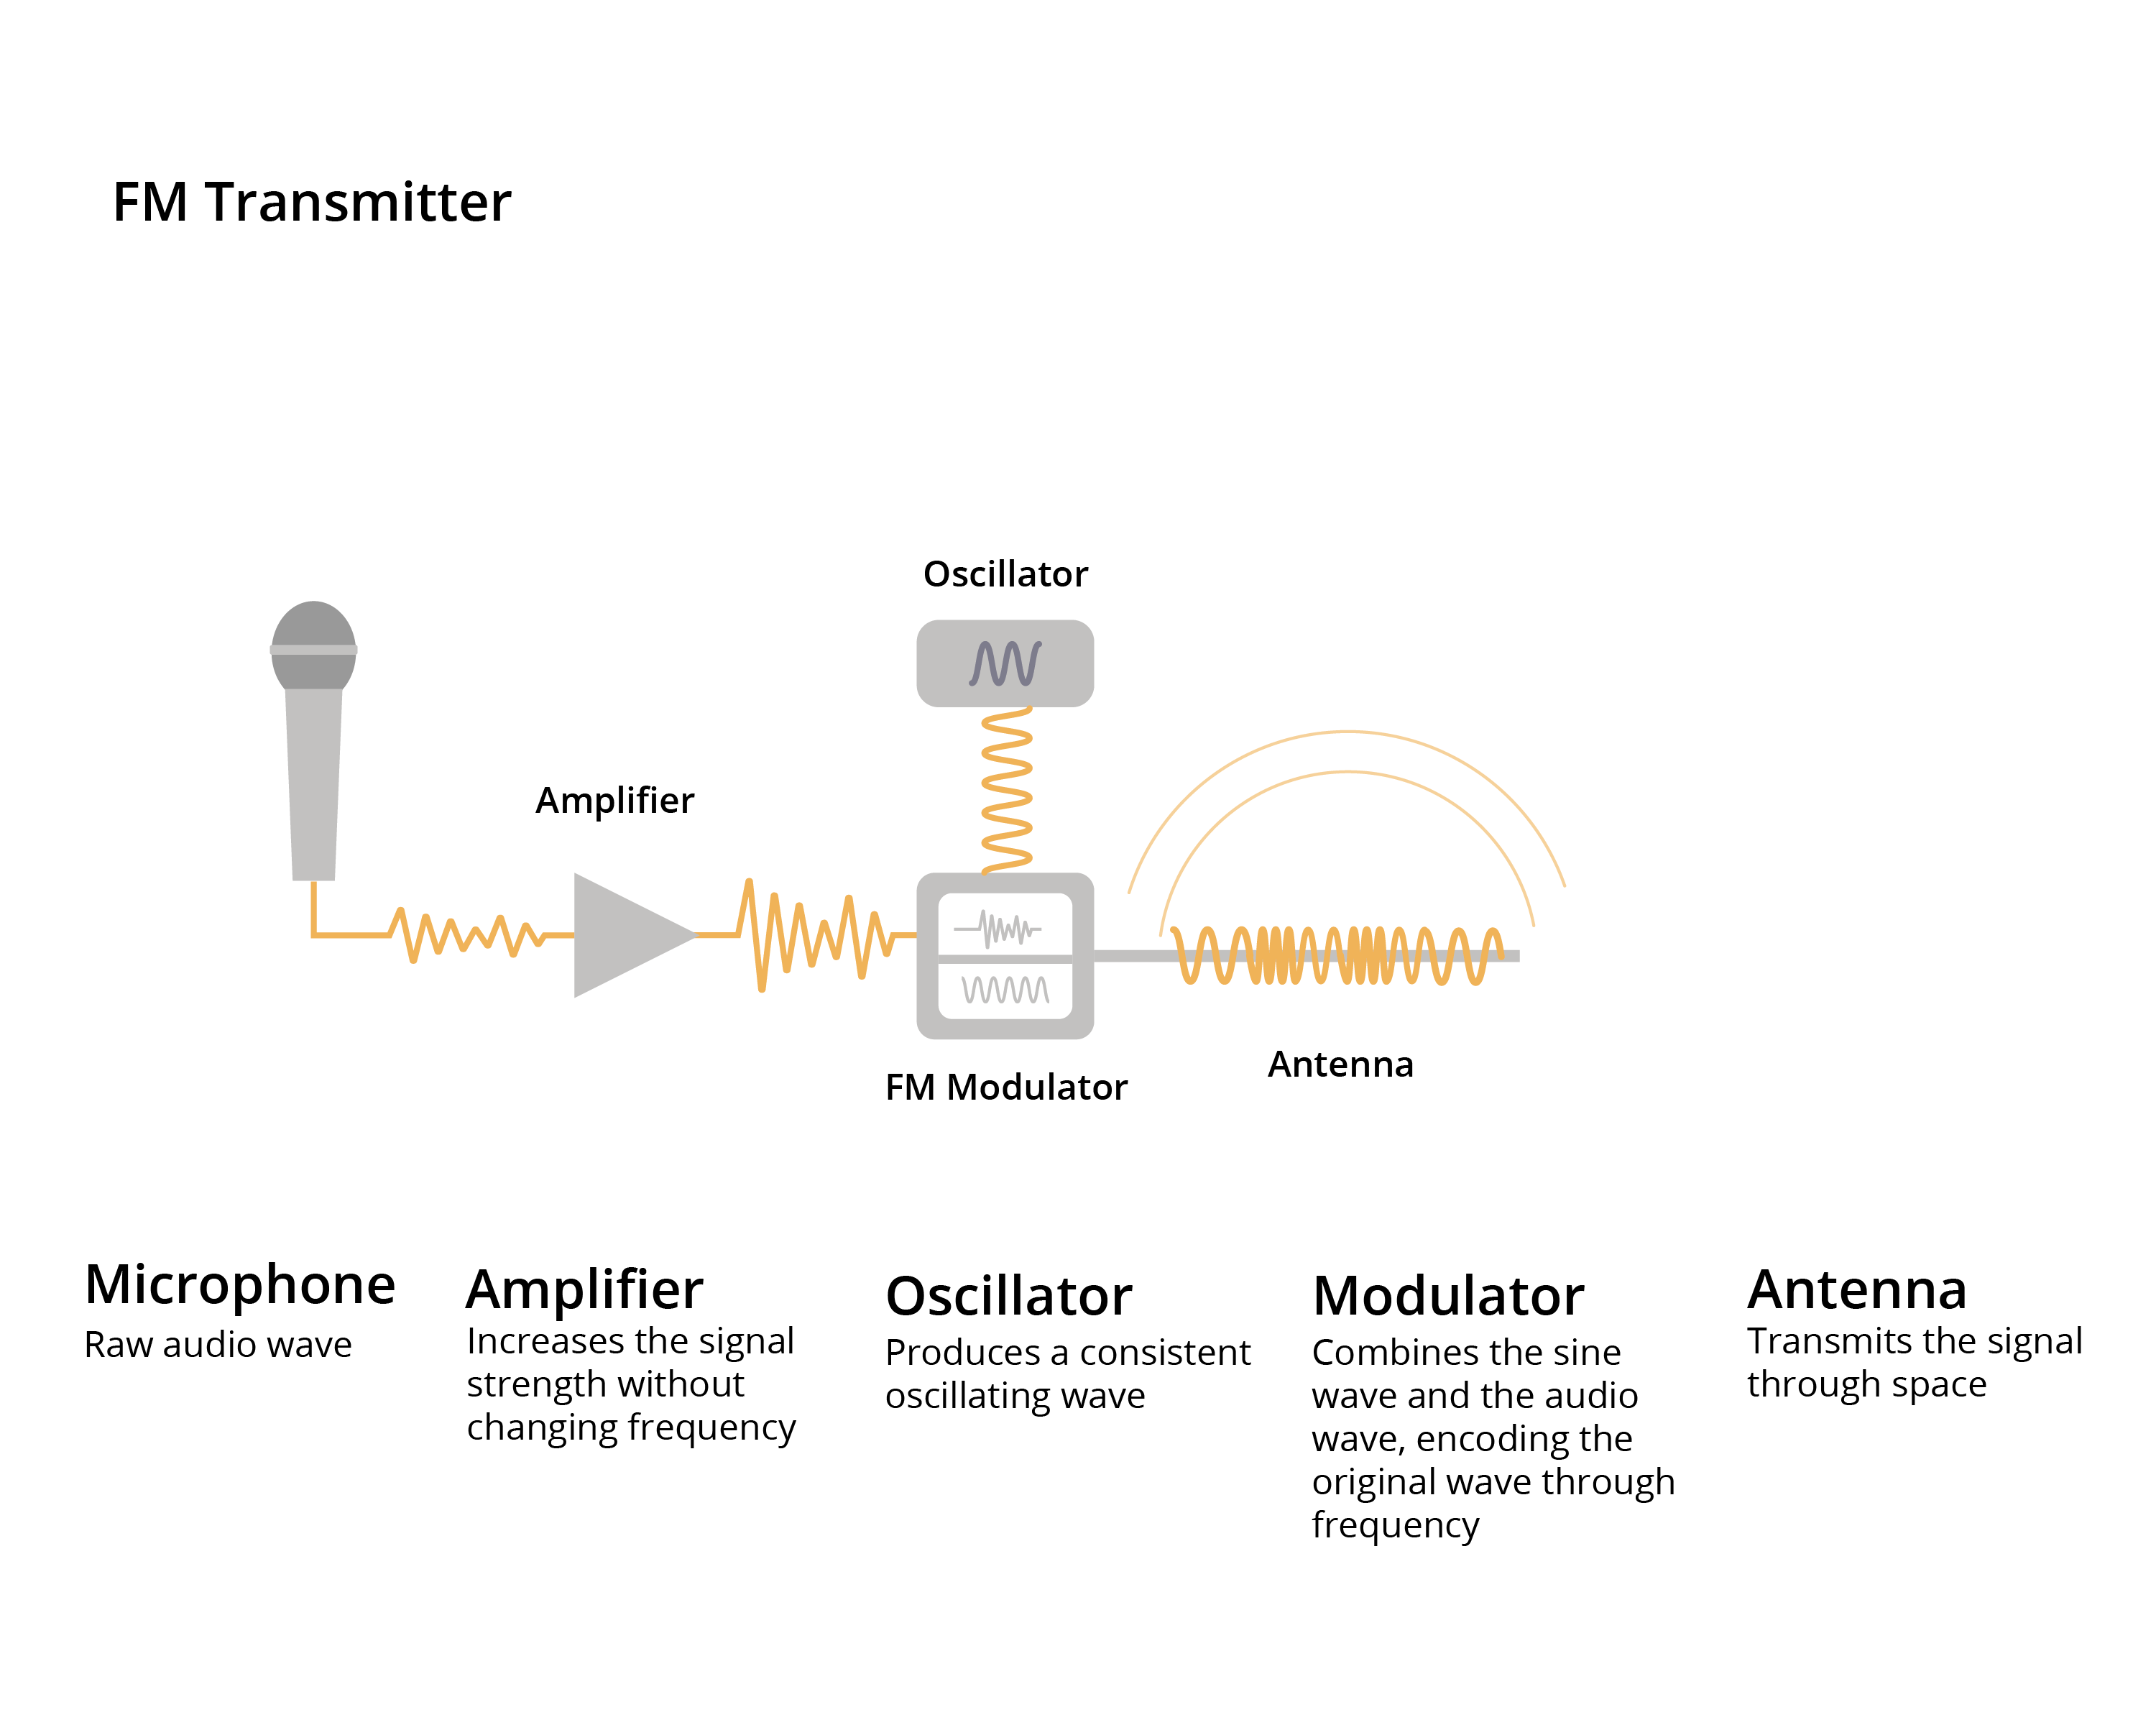 FM Transmitter
Oscillator
Amplifier
FM Modulator
Antenna
Microphone
Raw audio wave
Amplifier
Increases the signal
strength without
changing frequency
Oscillator
Produces a consistent
oscillating wave
Modulator
Combines the sine
wave and the audio
wave, encoding the
original wave through
frequency
Antenna
Transmits the signal
through space